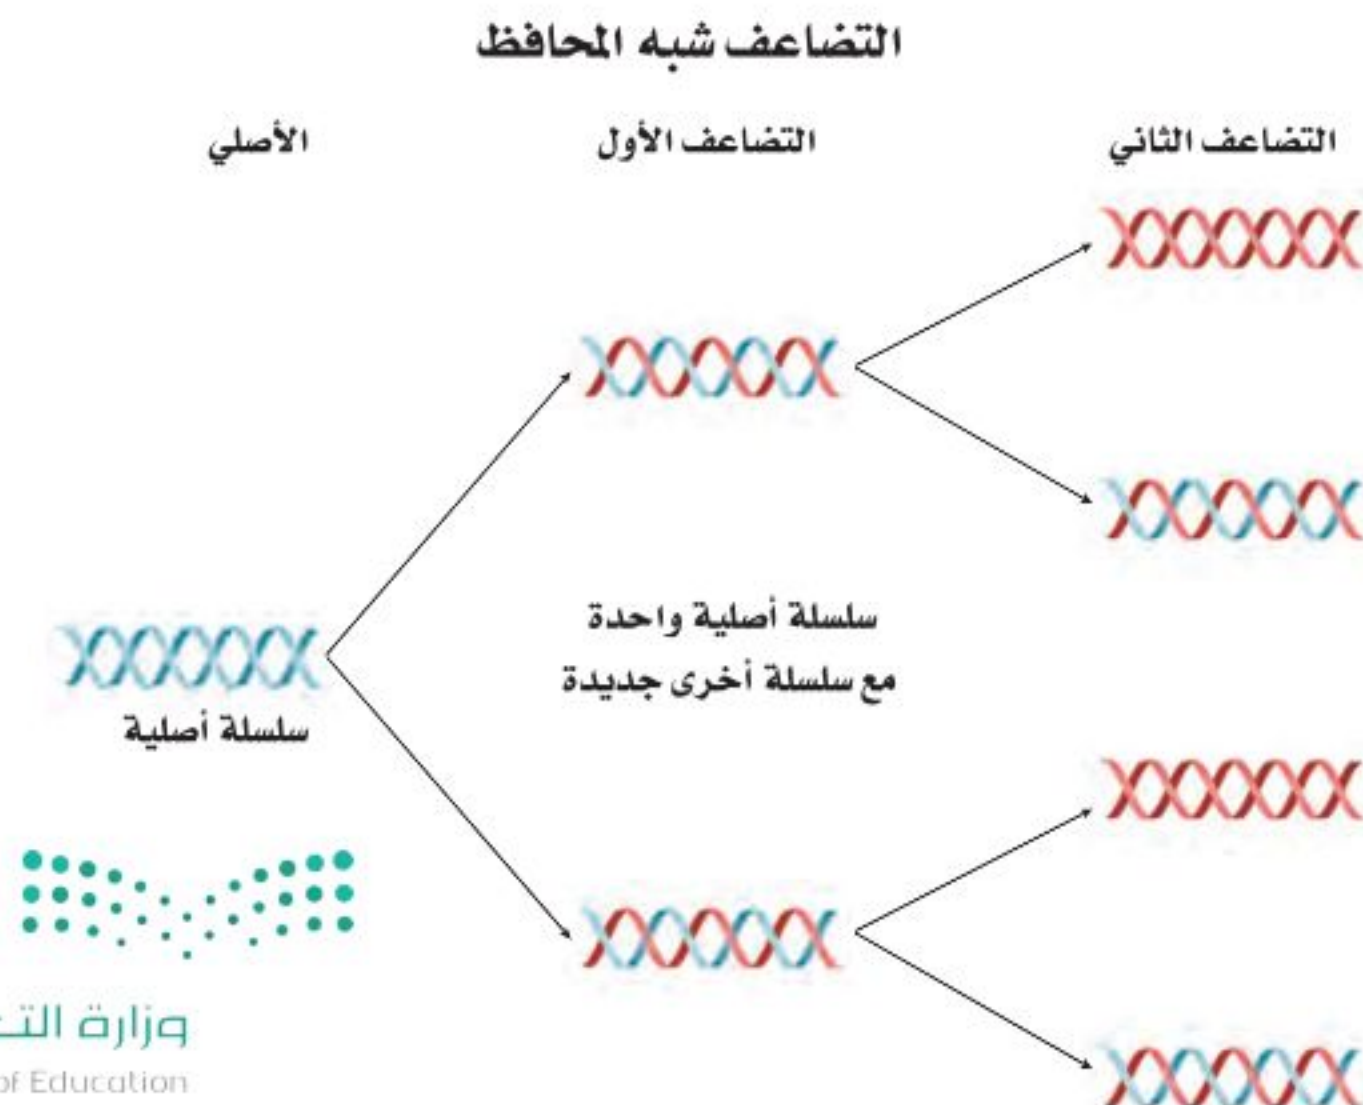 التضاعف شبه المحافظ
الأصلي
التضاعف الأول
التضاعف الثاني
سلسلة أصلية واحدة
مع سلسلة أخرى جديدة
سلسلة أصلية
وزارة التـ
of Education